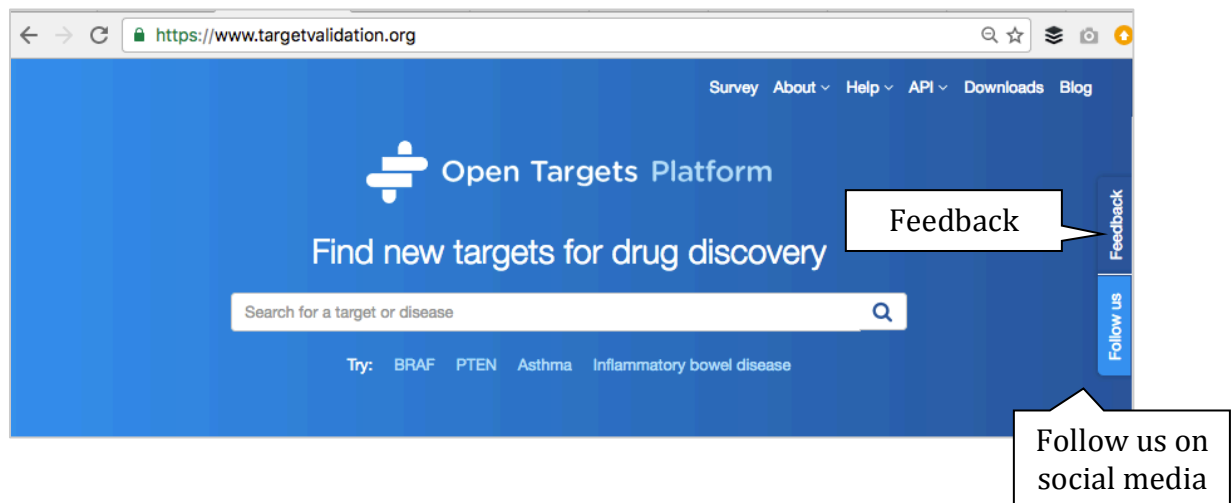 https://www.targetvalidation.org
Survey About Help API Downloads Blog
Open Targets Platform
Feedback
Feedback
Find new targets for drug discovery
Search for a target or disease
Follow us
Try: BRAF PTEN Asthma Inflammatory bowel disease
Follow us on
social media